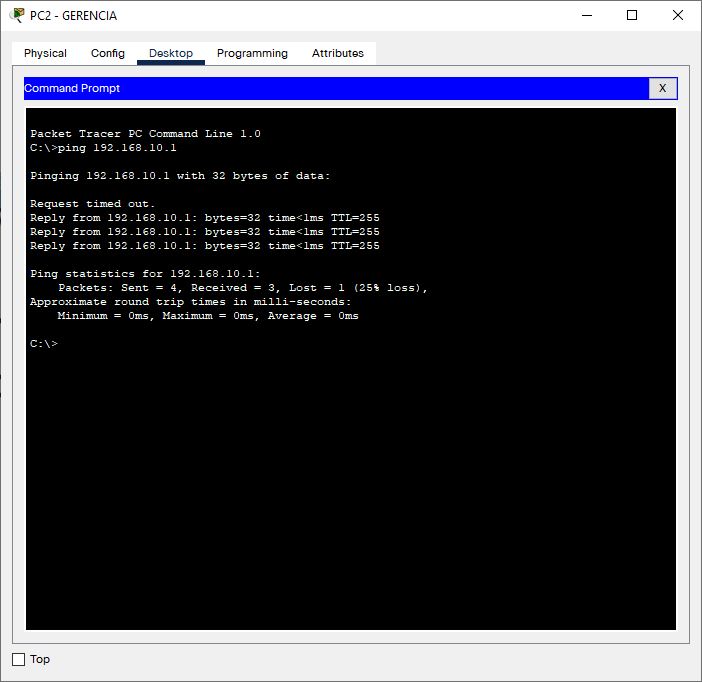 PC2 - GERENCIA
Physical Config Desktop Programming Attributes
Command Prompt X
Packet Tracer PC Command Line 1.0
C:\>ping 192.168.10.1
Pinging 192.168.10.1 with 32 bytes of data:
Request timed out.
Reply from 192.168.10.1: bytes=32 time<1ms TTL=255
Reply from 192.168.10.1: bytes=32 time<1ms TTL=255
Reply from 192.168.10.1: bytes=32 time<1ms TTL=255
Ping statistics for 192.168.10.1:
Packets: Sent = 4, Received = 3, Lost = 1 (25% loss),
Approximate round trip times in milli-seconds:
Minimum = 0ms, Maximum = 0ms, Average = 0ms
C:\>
Top